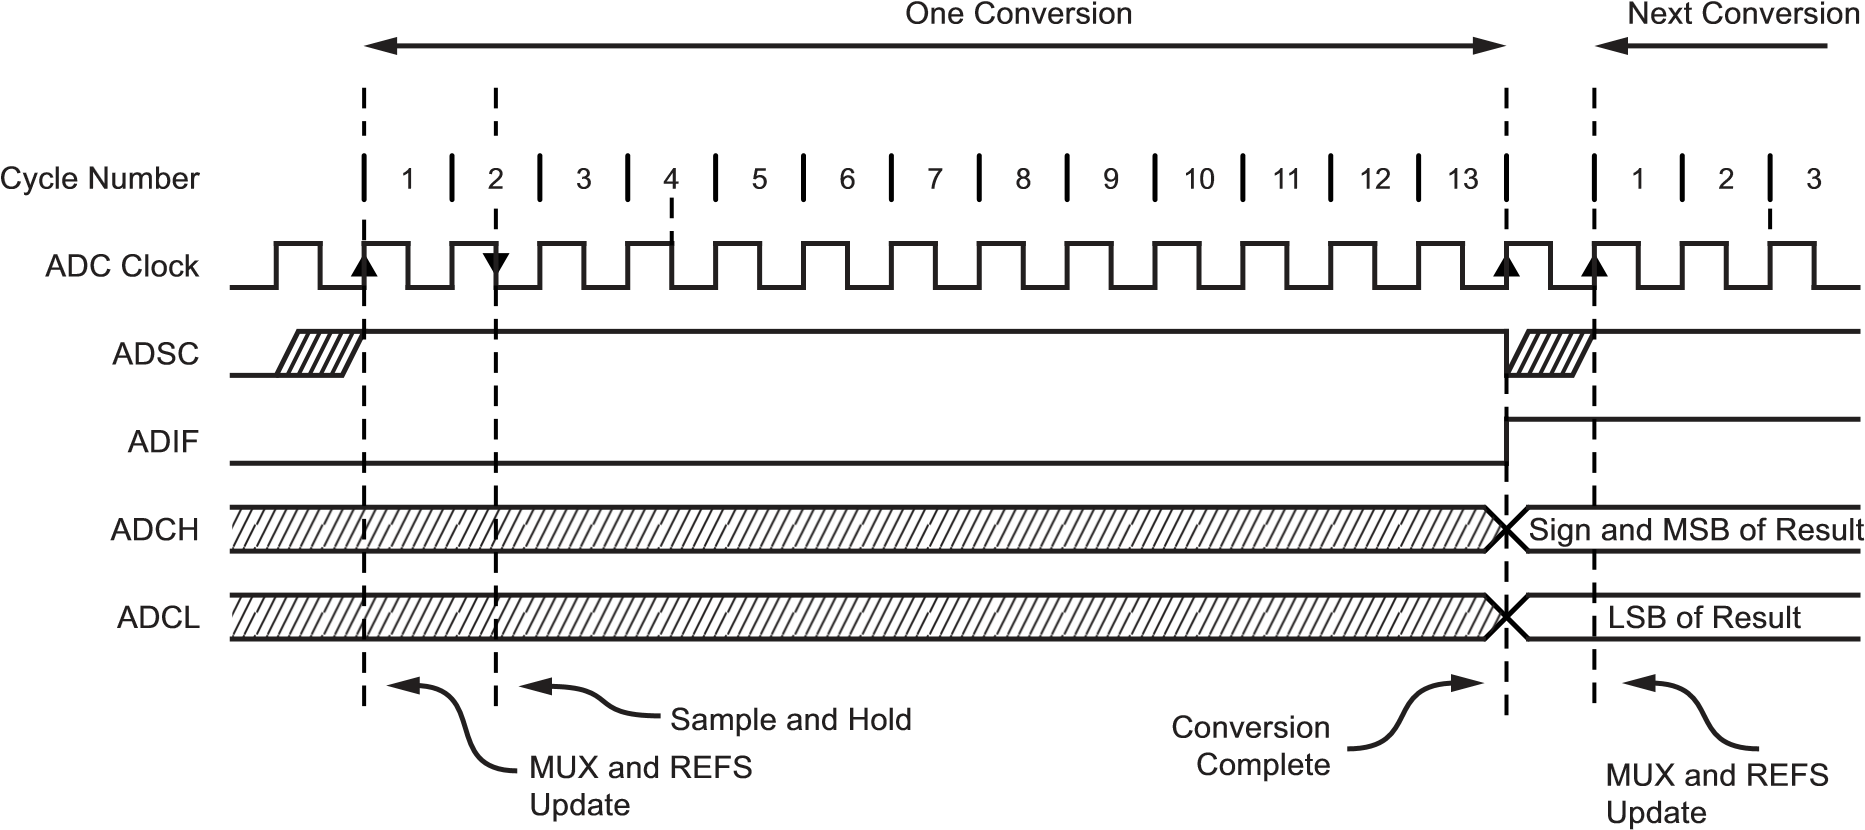 One Conversion
Next Conversion
Cycle Number 1 2 3 4 5 6 7 8 9 10 11 12 13 1 2 3
ADC Clock
ADSC
ADIF
ADCH
Sign and MSB of Result
ADCL
LSB of Result
Sample and Hold
MUX and REFS
Update
Conversion
Complete
MUX and REFS
Update